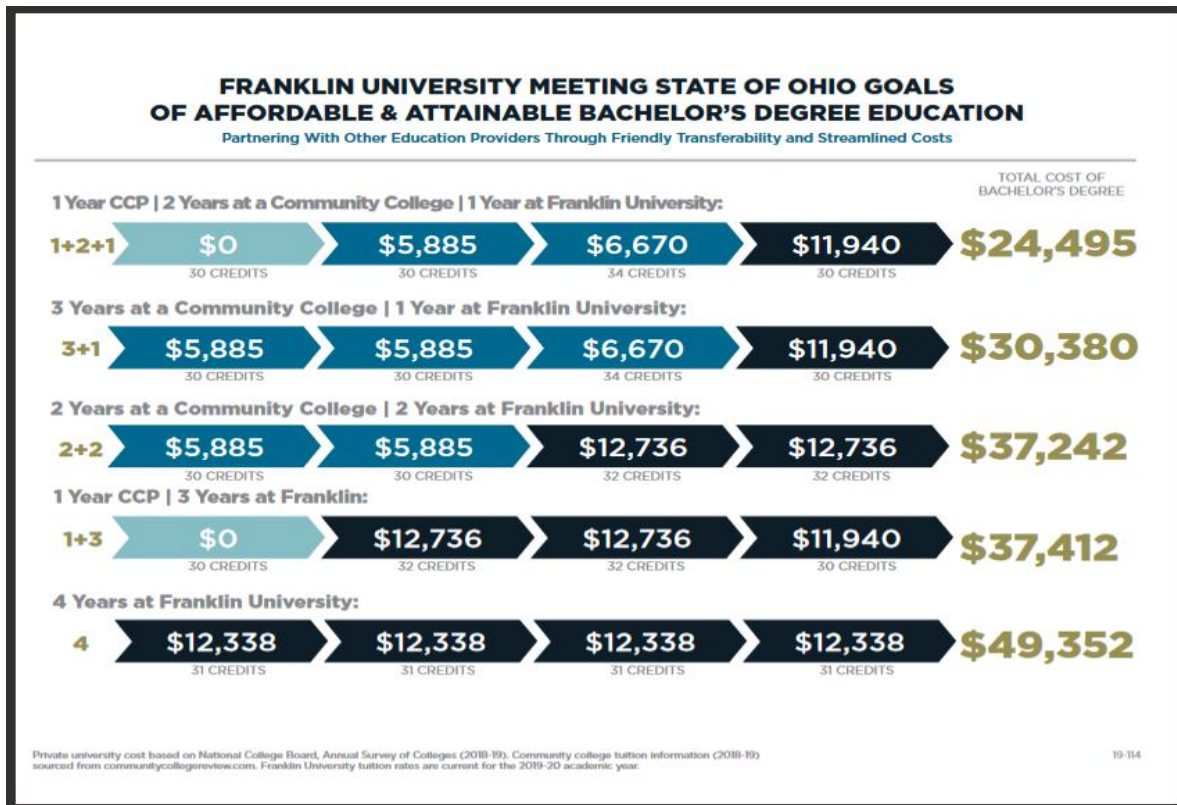 FRANKLIN UNIVERSITY MEETING STATE OF OHIO GOALS
OF AFFORDABLE & ATTAINABLE BACHELOR'S DEGREE EDUCATION
Partnering With Other Education Providers Through Friendly Transferability and Streamlined Costs
TOTAL COST OF
BACHELOR'S DEGREE
1 Year CCP | 2 Years at a Community College | 1 Year at Franklin University:
1+2+1 $0 $5,885 $6,670 $11,940 $24,495
30 CREDITS 30 CREDITS 34 CREDITS 30 CREDITS
3 Years at a Community College | 1 Year at Franklin University:
3+1 $5,885 $5,885 $6,670 $11,940 $30,380
30 CREDITS 30 CREDITS 34 CREDITS 30 CREDITS
2 Years at a Community College | 2 Years at Franklin University:
2+2 $5,885 $5,885 $12,736 $12,736 $37,242
30 CREDITS 30 CREDITS 32 CREDITS 32 CREDITS
1 Year CCP | 3 Years at Franklin:
1+3 $0 $12,736 $12,736 $11,940 $37,412
30 CREDITS 32 CREDITS 32 CREDITS 30 CREDITS
4 Years at Franklin University:
4 $12,338 $12,338 $12,338 $12,338 $49,352
31 CREDITS 31 CREDITS 31 CREDITS 31 CREDITS
Private university cost based on National College Board, Annual Survey of Colleges (2018-19). Community college tuition information (2018-19)
sourced from communitycollegereview.com. Franklin University tuition rates are current for the 2019-20 academic year.
19-114